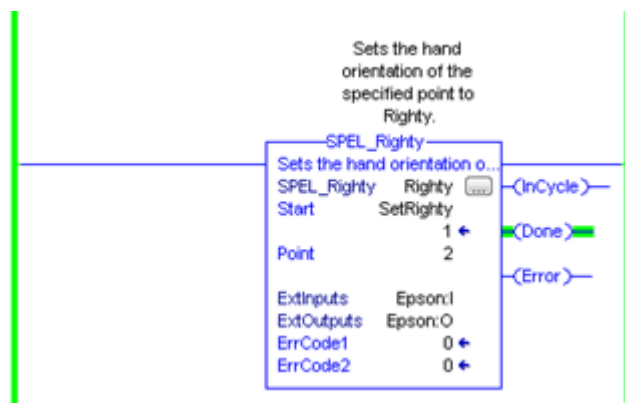 Sets the hand
orientation of the
specified point to
Righty.
SPEL_Righty
Sets the hand orientation o...
SPEL_Righty Righty ...
(InCycle)
Start SetRighty
1
(Done)
Point 2
(Error)
ExtInputs Epson:I
ExtOutputs Epson:O
ErrCode1 0
ErrCode2 0